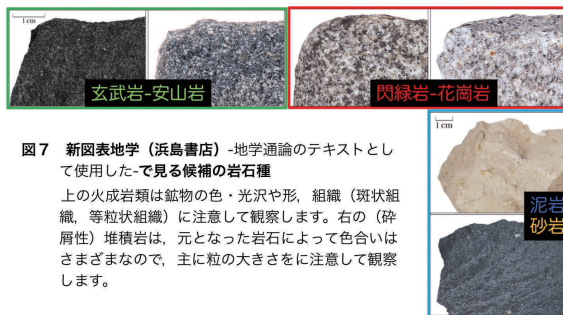 1 cm
玄武岩-安山岩
閃緑岩-花崗岩
図7 新図表地学(浜島書店)-地学通論のテキストとし
て使用した-で見る候補の岩石種
上の火成岩類は鉱物の色・光沢や形,組織(斑状組
織,等粒状組織)に注意して観察します。右の(砕
屑性)堆積岩は,元となった岩石によって色合いは
さまざまなので,主に粒の大きさをに注意して観察
します。
1 cm
泥岩
砂岩